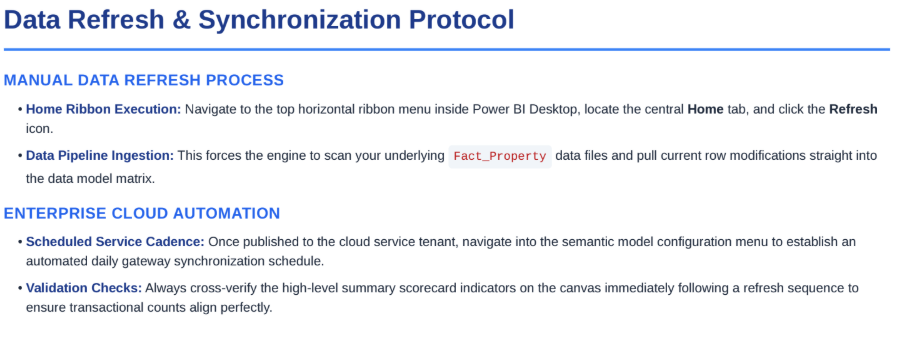 Data Refresh & Synchronization Protocol
MANUAL DATA REFRESH PROCESS
• Home Ribbon Execution: Navigate to the top horizontal ribbon menu inside Power BI Desktop, locate the central Home tab, and click the Refresh
icon.
• Data Pipeline Ingestion: This forces the engine to scan your underlying Fact_Property data files and pull current row modifications straight into
the data model matrix.
ENTERPRISE CLOUD AUTOMATION
• Scheduled Service Cadence: Once published to the cloud service tenant, navigate into the semantic model configuration menu to establish an
automated daily gateway synchronization schedule.
• Validation Checks: Always cross-verify the high-level summary scorecard indicators on the canvas immediately following a refresh sequence to
ensure transactional counts align perfectly.